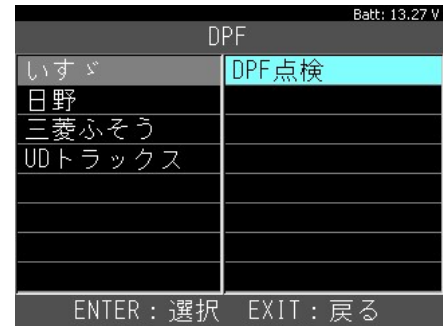 Batt: 13.27 V
DPF
いすゞ DPF点検
日野
三菱ふそう
UDトラックス
ENTER：選択 EXIT：戻る